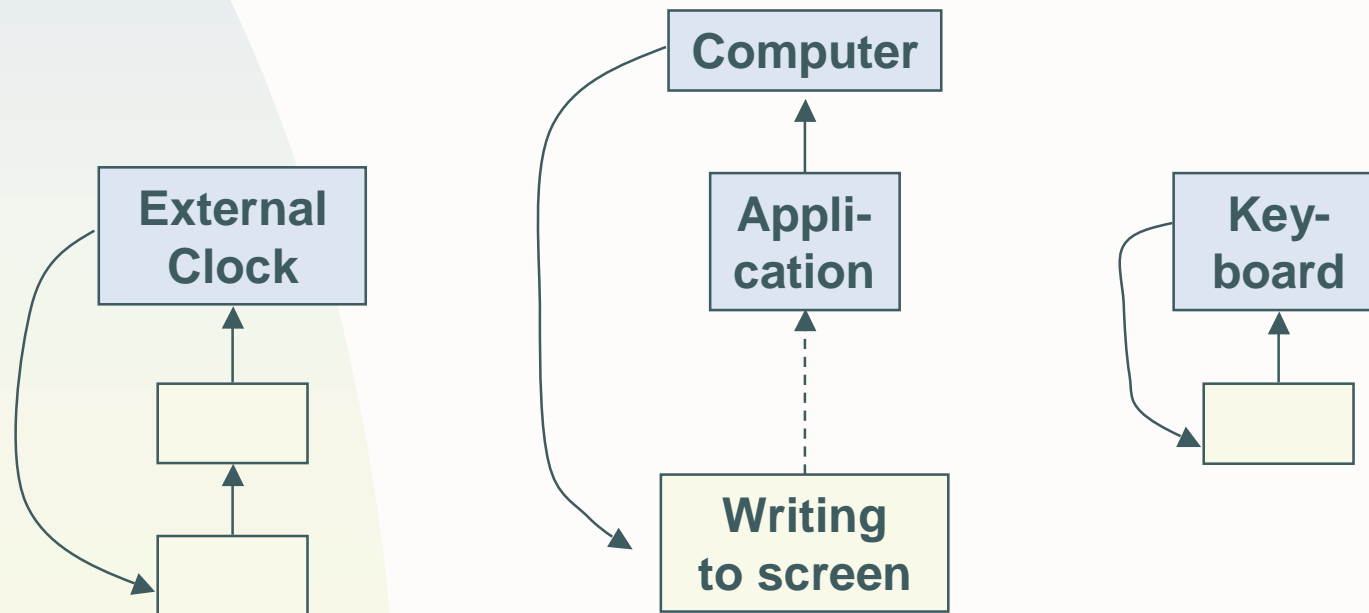 Computer
External
Clock
Appli-
cation
Key-
board
Writing
to screen